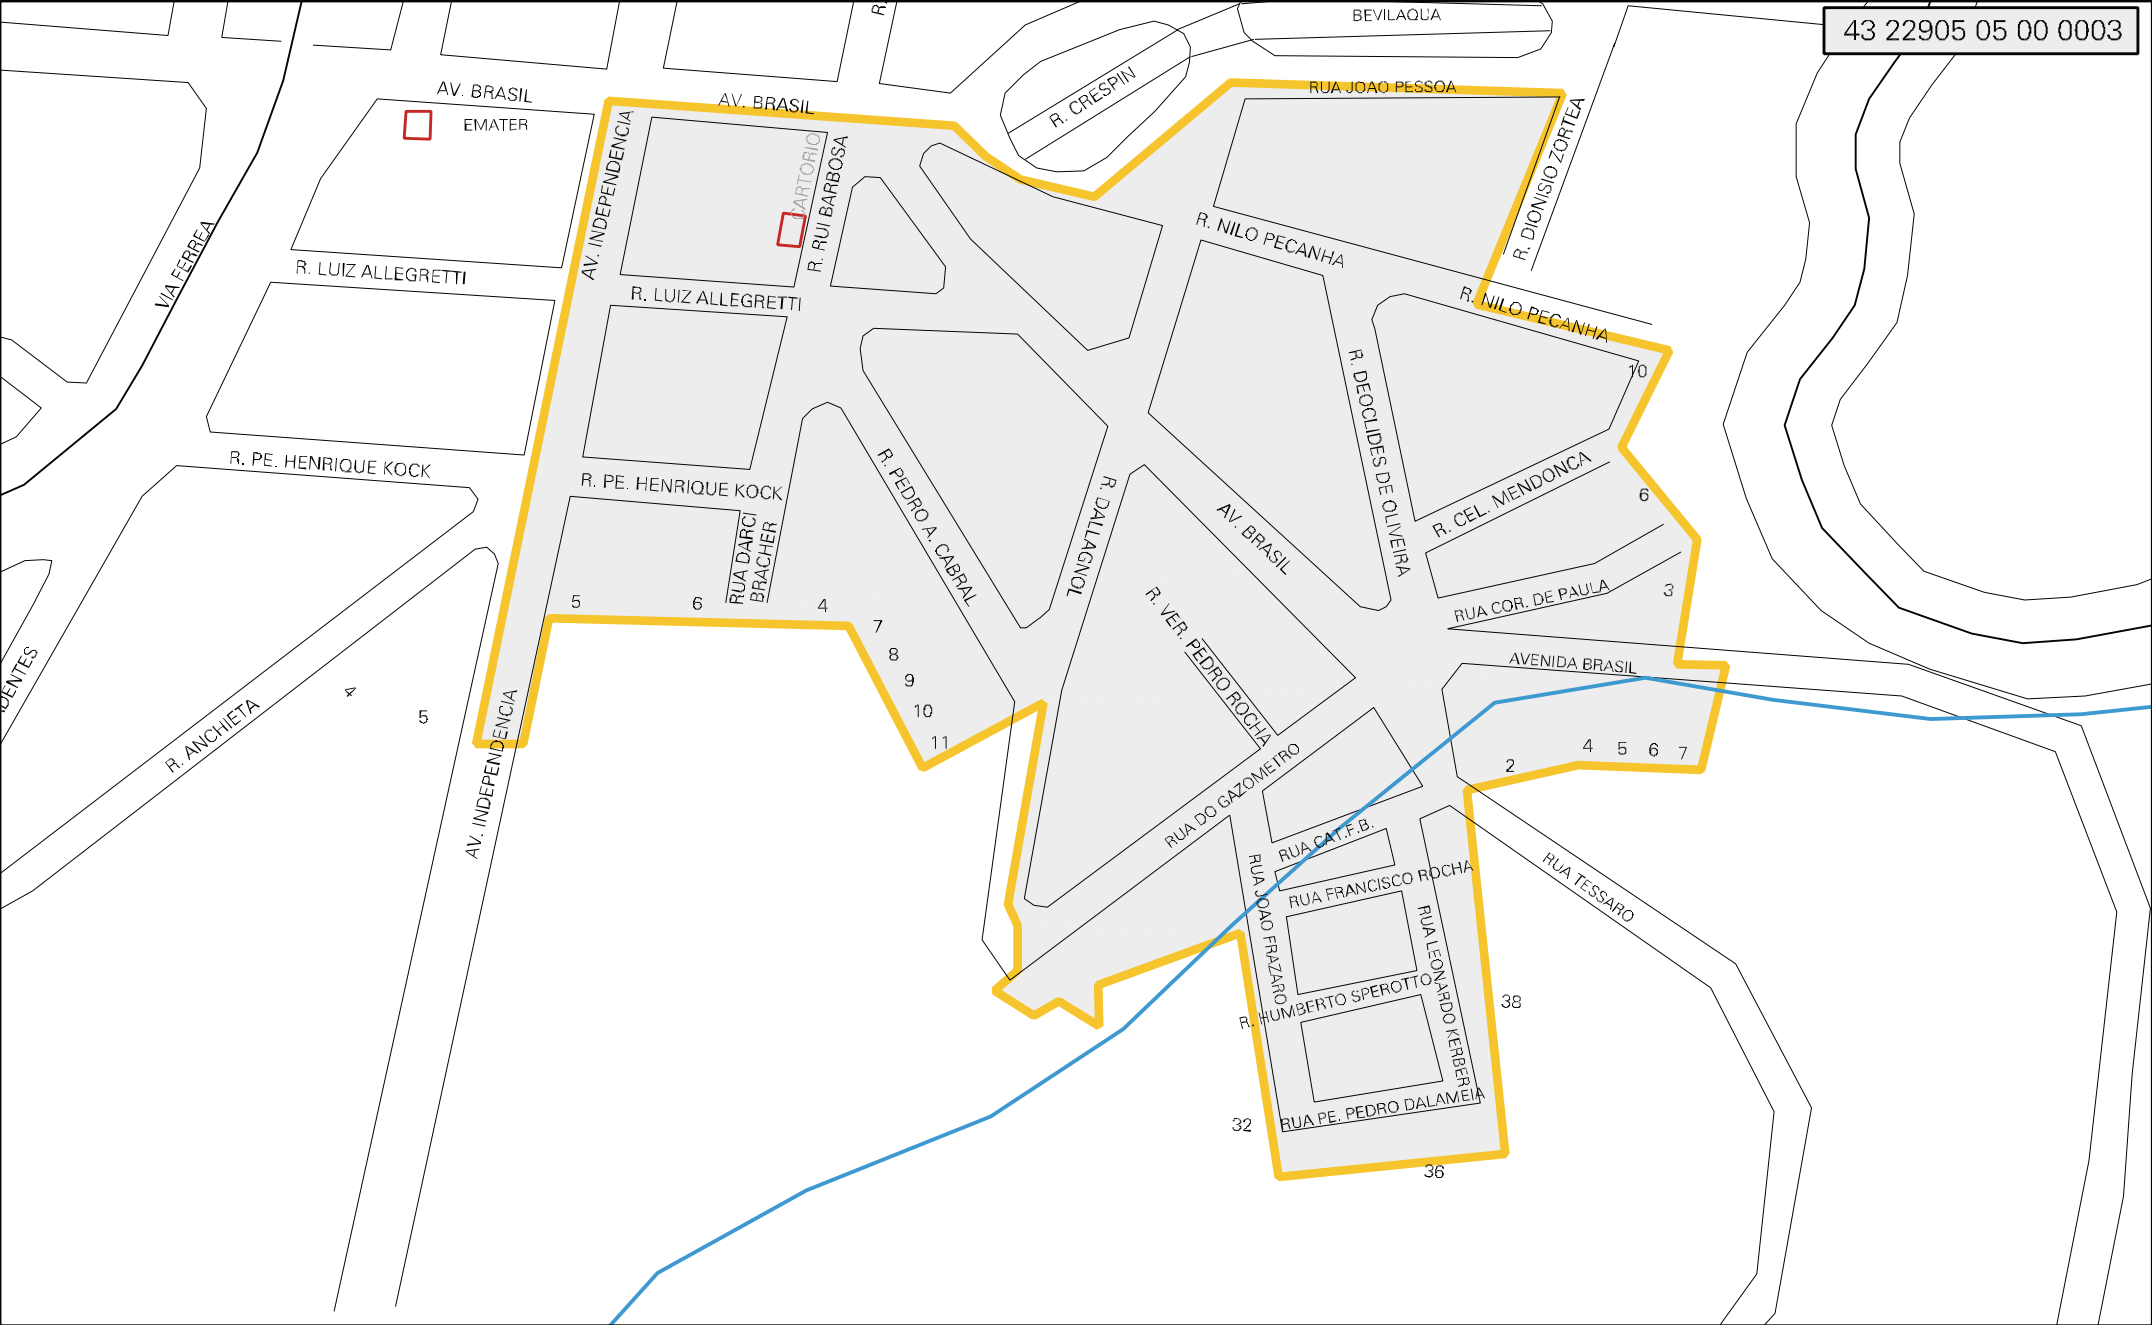 BEVILAQUA
43 22905 05 00 0003
R.
AV. BRASIL
EMATER
AV. BRASIL
R. CRESPIN
RUA JOAO PESSOA
R. DIONISIO ZORTEA
AV. INDEPENDENCIA
CARTORIO
R. RUI BARBOSA
VIA FERREA
R. LUIZ ALLEGRETTI
R. LUIZ ALLEGRETTI
R. NILO PECANHA
R. NILO PECANHA
10
R. DEOCLIDES DE OLIVEIRA
R. PE. HENRIQUE KOCK
R. PE. HENRIQUE KOCK
R. PEDRO A. CABRAL
R. DALLAGNOL
AV. BRASIL
R. CEL. MENDONCA
6
RUA DARCI
BRACHER
5
6
4
7
8
9
10
11
R. VER. PEDRO ROCHA
RUA COR. DE PAULA
3
AVENIDA BRASIL
DENTES
R. ANCHIETA
4
5
AV. INDEPENDENCIA
RUA DO GAZOMETRO
2
4
5
6
7
RUA CAT.F.B.
RUA FRANCISCO ROCHA
RUA TESSARO
RUA JOAO FRAZARO
RUA LEONARDO KERBER
R. HUMBERTO SPEROTTO
38
32
RUA PE. PEDRO DALAMEIA
36